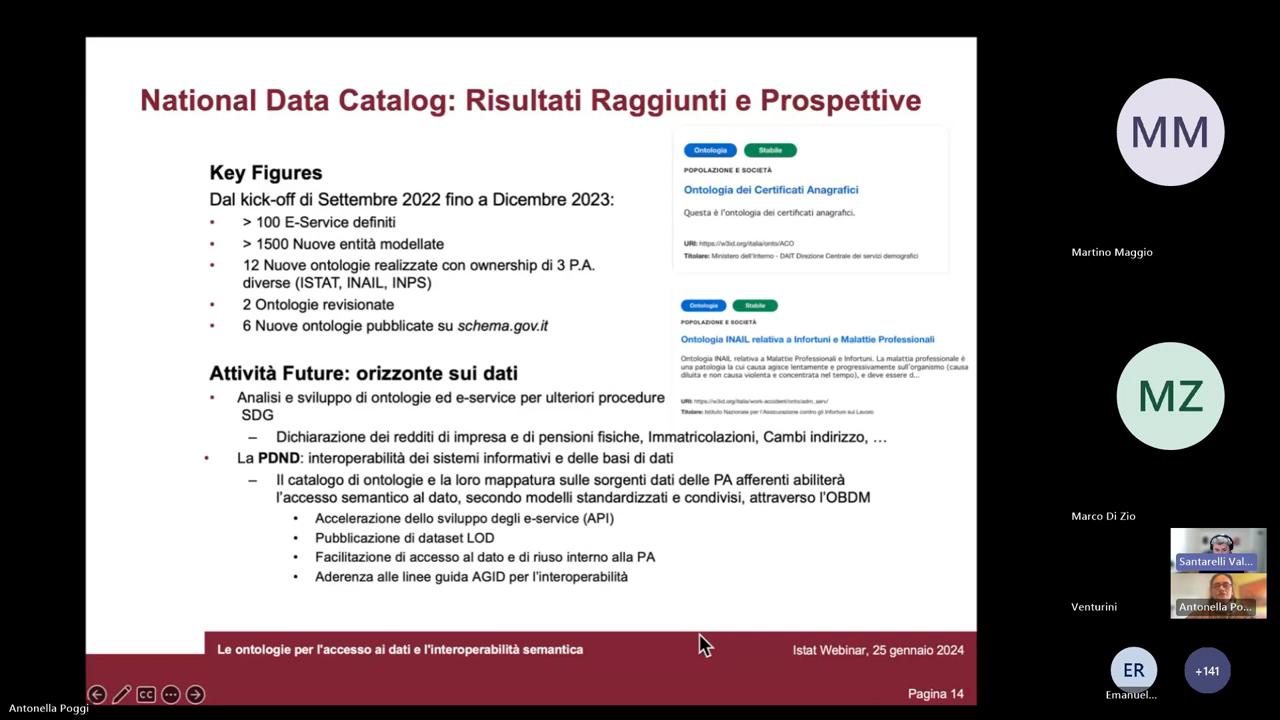 National Data Catalog: Risultati Raggiunti e Prospettive
Key Figures
Dal kick-off di Settembre 2022 fino a Dicembre 2023:
• > 100 E-Service definiti
• > 1500 Nuove entità modellate
• 12 Nuove ontologie realizzate con ownership di 3 P.A.
diverse (ISTAT, INAIL, INPS)
• 2 Ontologie revisionate
• 6 Nuove ontologie pubblicate su schema.gov.it
Ontologia Stabile
POPOLAZIONE E SOCIETÀ
Ontologia dei Certificati Anagrafici
Questa è l'ontologia dei certificati anagrafici.
URI: https://w3id.org/italia/onto/ACO
Titolare: Ministero dell'Interno - DAIT Direzione Centrale dei servizi demografici
Ontologia Stabile
POPOLAZIONE E SOCIETÀ
Ontologia INAIL relativa a Infortuni e Malattie Professionali
Ontologia INAIL relativa a Malattie Professionali e Infortuni. La malattia professionale è
una patologia la cui causa agisce lentamente e progressivamente sull'organismo (causa
diluita e non causa violenta e concentrata nel tempo), e deve essere d...
URI: https://w3id.org/italia/work-accident/onto/adm_serv/
Titolare: Istituto Nazionale per l'Assicurazione contro gli Infortuni sul Lavoro
Attività Future: orizzonte sui dati
• Analisi e sviluppo di ontologie ed e-service per ulteriori procedure
SDG
– Dichiarazione dei redditi di impresa e di pensioni fisiche, Immatricolazioni, Cambi indirizzo, …
• La PDND: interoperabilità dei sistemi informativi e delle basi di dati
– Il catalogo di ontologie e la loro mappatura sulle sorgenti dati delle PA afferenti abiliterà
l'accesso semantico al dato, secondo modelli standardizzati e condivisi, attraverso l'OBDM
• Accelerazione dello sviluppo degli e-service (API)
• Pubblicazione di dataset LOD
• Facilitazione di accesso al dato e di riuso interno alla PA
• Aderenza alle linee guida AGID per l'interoperabilità
Le ontologie per l'accesso ai dati e l'interoperabilità semantica
Istat Webinar, 25 gennaio 2024
Pagina 14
CC
Antonella Poggi
MM
Martino Maggio
MZ
Marco Di Zio
Santarelli Val...
Venturini
Antonella Po...
ER
Emanuel...
+141